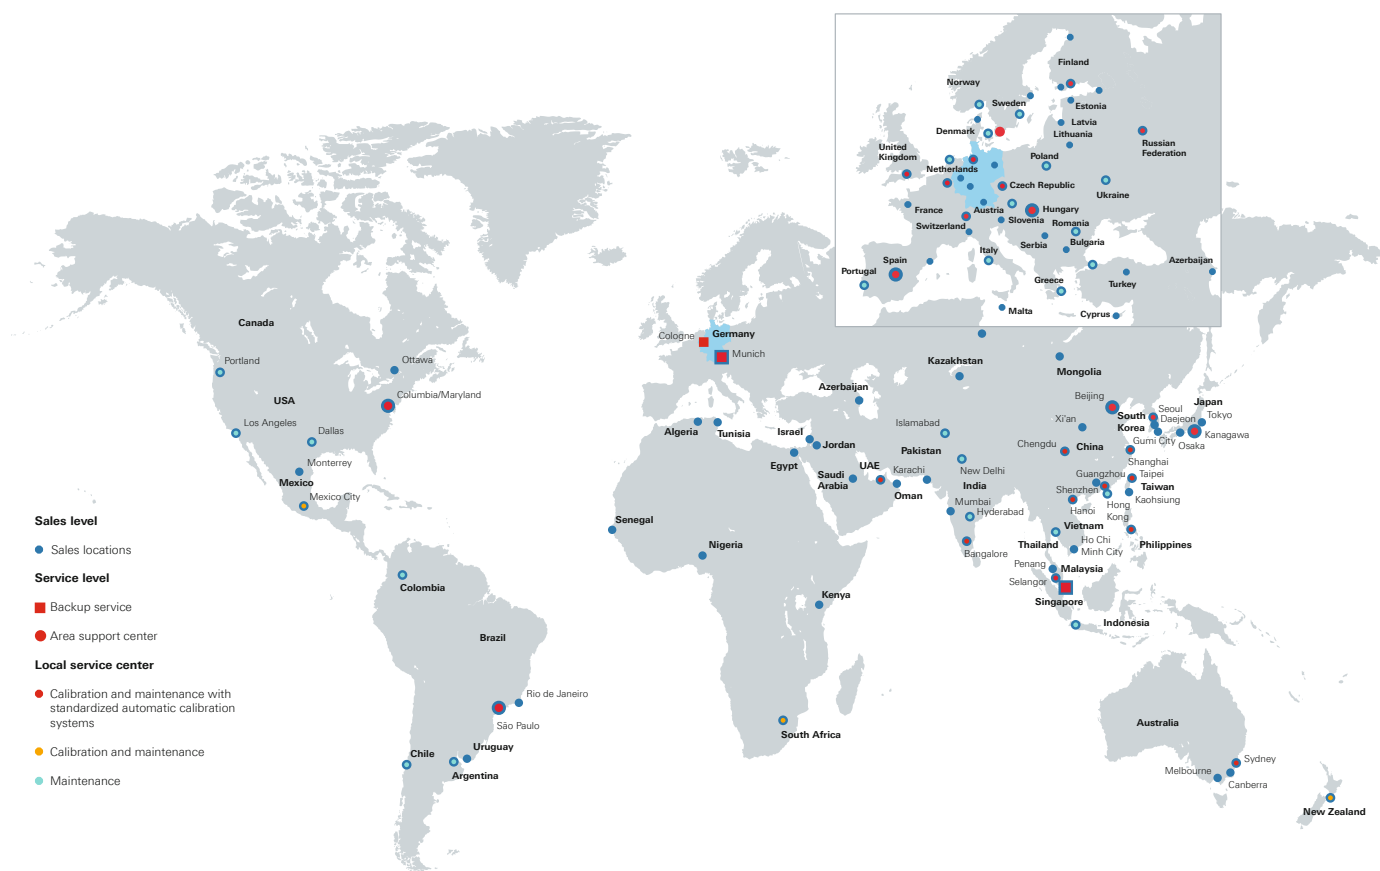 Finland
Norway
Sweden
Estonia
Latvia
Denmark
Lithuania
Russian
Federation
United
Kingdom
Poland
Netherlands
Czech Republic
Ukraine
France
Austria
Hungary
Slovenia
Romania
Switzerland
Serbia
Bulgaria
Italy
Spain
Azerbaijan
Portugal
Greece
Turkey
Malta
Cyprus
Canada
Portland
Ottawa
Columbia/Maryland
USA
Los Angeles
Dallas
Monterrey
Mexico
Mexico City
Cologne
Germany
Munich
Kazakhstan
Mongolia
Azerbaijan
Beijing
Japan
Seoul
Tokyo
South
Korea
Daejeon
Xi'an
Kanagawa
Gumi City
Osaka
Chengdu
China
Shanghai
Algeria
Tunisia
Israel
Jordan
Egypt
Islamabad
Pakistan
New Delhi
Saudi
Arabia
UAE
Karachi
Oman
India
Guangzhou
Taipei
Shenzhen
Taiwan
Kaohsiung
Hanoi
Hong
Kong
Mumbai
Hyderabad
Bangalore
Vietnam
Thailand
Ho Chi
Minh City
Philippines
Penang
Malaysia
Selangor
Singapore
Indonesia
Senegal
Nigeria
Kenya
South Africa
Colombia
Brazil
Rio de Janeiro
São Paulo
Chile
Uruguay
Argentina
Australia
Sydney
Melbourne
Canberra
New Zealand
Sales level
Sales locations
Service level
Backup service
Area support center
Local service center
Calibration and maintenance with
standardized automatic calibration
systems
Calibration and maintenance
Maintenance